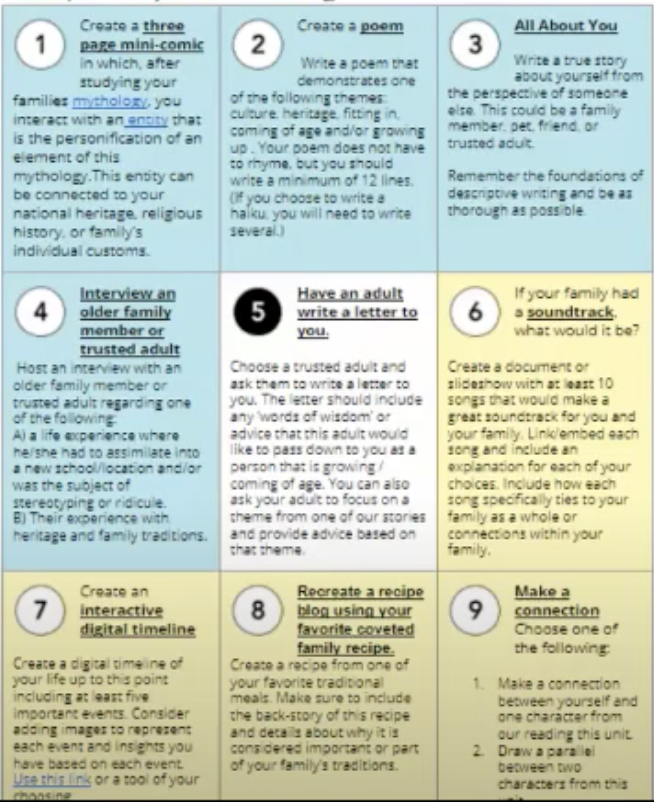 1
Create a three
page mini-comic
in which, after
studying your
families mythology, you
interact with an entity that
is the personification of an
element of this
mythology.This entity can
be connected to your
national heritage, religious
history, or family's
individual customs.
2
Create a poem
Write a poem that
demonstrates one
of the following themes:
culture, heritage, fitting in,
coming of age and/or growing
up . Your poem does not have
to rhyme, but you should
write a minimum of 12 lines.
(If you choose to write a
haiku, you will need to write
several.)
3
All About You
Write a true story
about yourself from
the perspective of someone
else. This could be a family
member, pet, friend, or
trusted adult.
Remember the foundations of
descriptive writing and be as
thorough as possible.
4
Interview an
older family
member or
trusted adult
Host an interview with an
older family member or
trusted adult regarding one
of the following:
A) a life experience where
he/she had to assimilate into
a new school/location and/or
was the subject of
stereotyping or ridicule.
B) Their experience with
heritage and family traditions.
5
Have an adult
write a letter to
you.
Choose a trusted adult and
ask them to write a letter to
you. The letter should include
any 'words of wisdom' or
advice that this adult would
like to pass down to you as a
person that is growing /
coming of age. You can also
ask your adult to focus on a
theme from one of our stories
and provide advice based on
that theme.
6
If your family had
a soundtrack,
what would it be?
Create a document or
slideshow with at least 10
songs that would make a
great soundtrack for you and
your family. Link/embed each
song and include an
explanation for each of your
choices. Include how each
song specifically ties to your
family as a whole or
connections within your
family.
7
Create an
interactive
digital timeline
Create a digital timeline of
your life up to this point
including at least five
important events. Consider
adding images to represent
each event and insights you
have based on each event.
Use this link or a tool of your
choosing
8
Recreate a recipe
blog using your
favorite coveted
family recipe.
Create a recipe from one of
your favorite traditional
meals. Make sure to include
the back-story of this recipe
and details about why it is
considered important or part
of your family's traditions.
9
Make a
connection
Choose one of
the following:
1. Make a connection
between yourself and
one character from
our reading this unit.
2. Draw a parallel
between two
characters from this